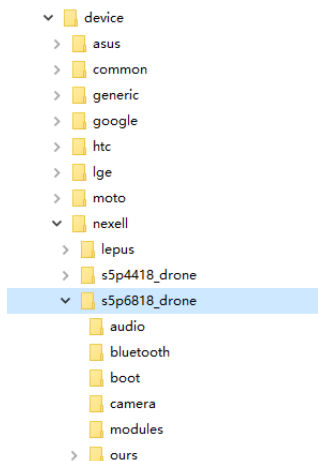 device
asus
common
generic
google
htc
lge
moto
nexell
lepus
s5p4418_drone
s5p6818_drone
audio
bluetooth
boot
camera
modules
ours